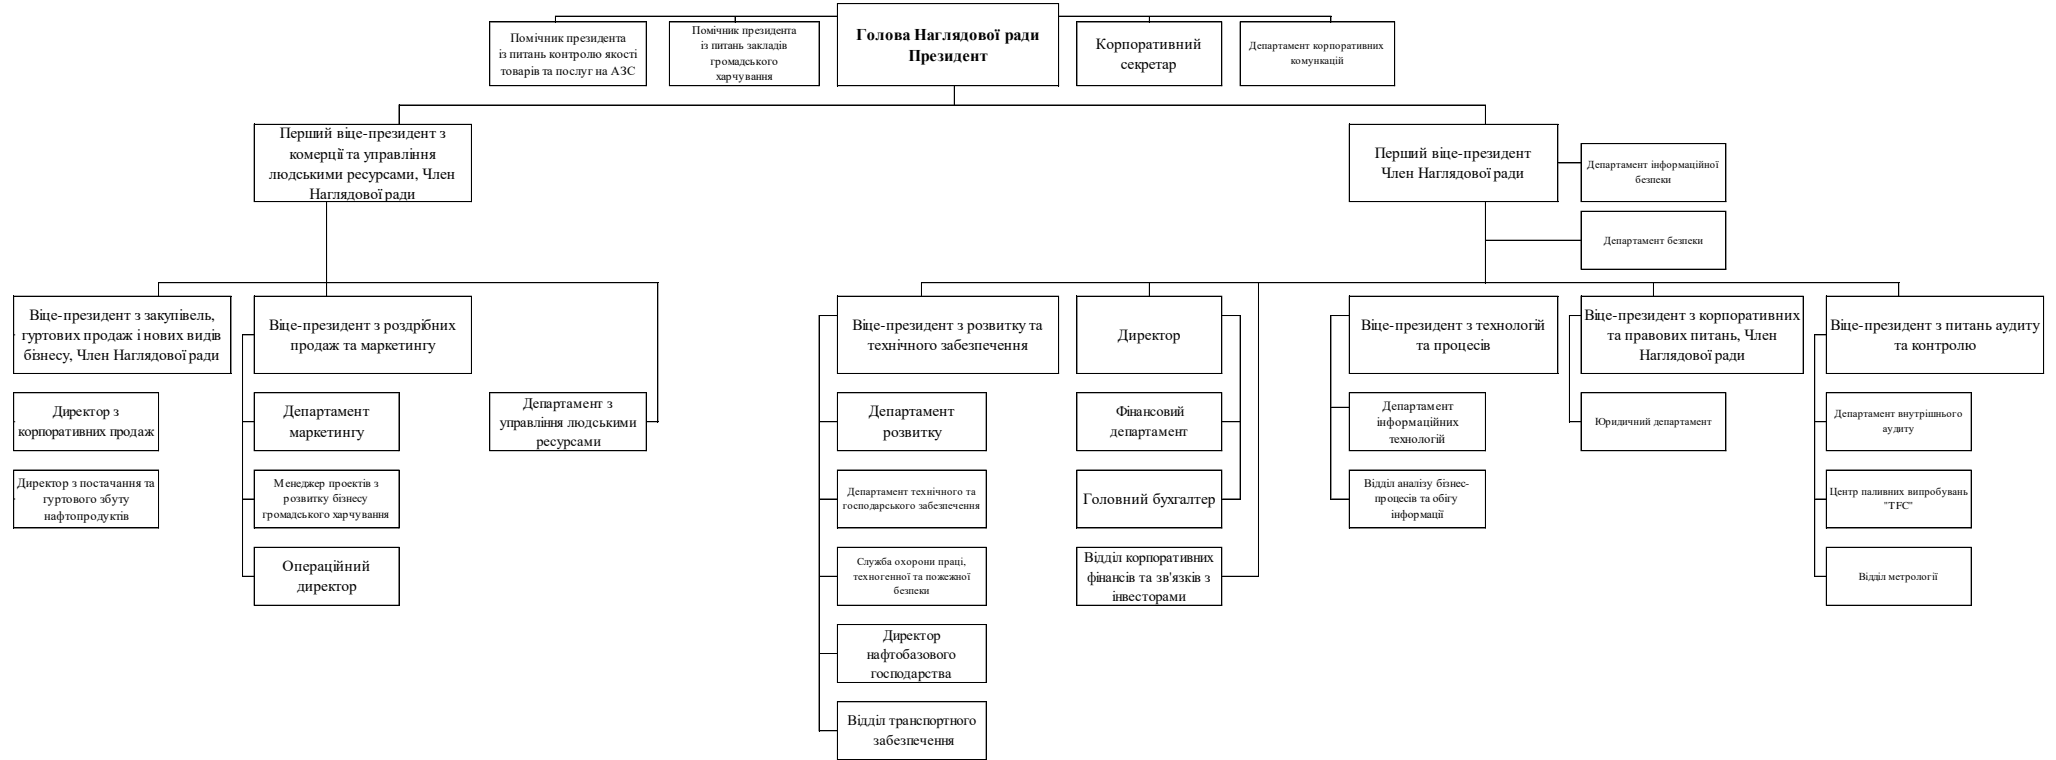 Помічник президента
із питань контролю якості
товарів та послуг на АЗС
Помічник президента
із питань закладів
громадського
харчування
Голова Наглядової ради
Президент
Корпоративний
секретар
Департамент корпоративних
комункацій
Перший віце-президент з
комерції та управління
людськими ресурсами, Член
Наглядової ради
Перший віце-президент
Член Наглядової ради
Департамент інформаційної
безпеки
Департамент безпеки
Віце-президент з закупівель,
гуртових продаж і нових видів
бізнесу, Член Наглядової ради
Віце-президент з роздрібних
продаж та маркетингу
Віце-президент з розвитку та
технічного забезпечення
Директор
Віце-президент з технологій
та процесів
Віце-президент з корпоративних
та правових питань, Член
Наглядової ради
Віце-президент з питань аудиту
та контролю
Директор з
корпоративних продаж
Департамент
маркетингу
Департамент з
управління людськими
ресурсами
Департамент
розвитку
Фінансовий
департамент
Департамент
інформаційних
технологій
Юридичний департамент
Департамент внутрішнього
аудиту
Директор з постачання та
гуртового збуту
нафтопродуктів
Менеджер проектів з
розвитку бізнесу
громадського харчування
Департамент технічного та
господарського забезпечення
Головний бухгалтер
Відділ аналізу бізнес-
процесів та обігу
інформації
Центр паливних випробувань
"TFC"
Операційний
директор
Служба охорони праці,
техногенної та пожежної
безпеки
Відділ корпоративних
фінансів та зв'язків з
інвесторами
Відділ метрології
Директор
нафтобазового
господарства
Відділ транспортного
забезпечення